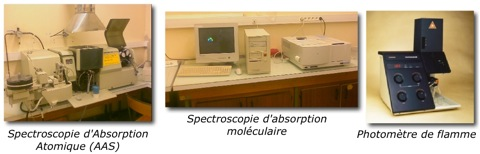 Spectroscopie d'Absorption
Atomique (AAS)
Spectroscopie d'absorption
moléculaire
Photomètre de flamme